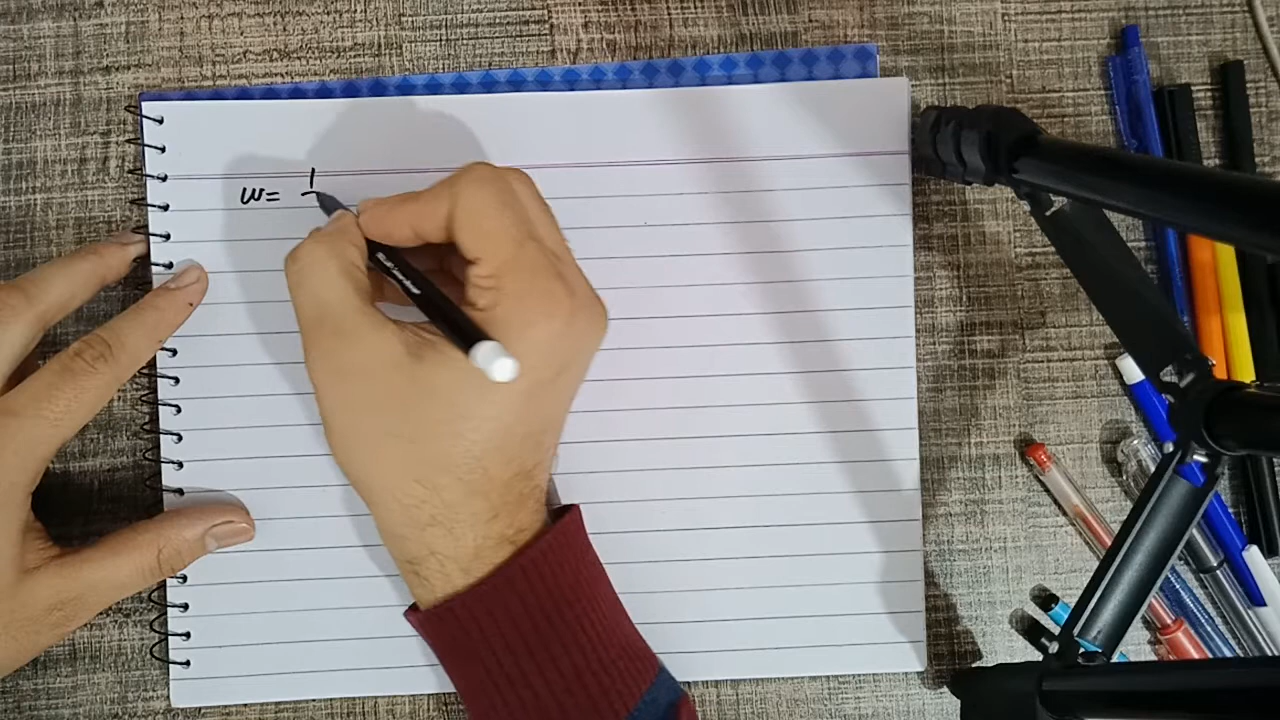 w = 1/